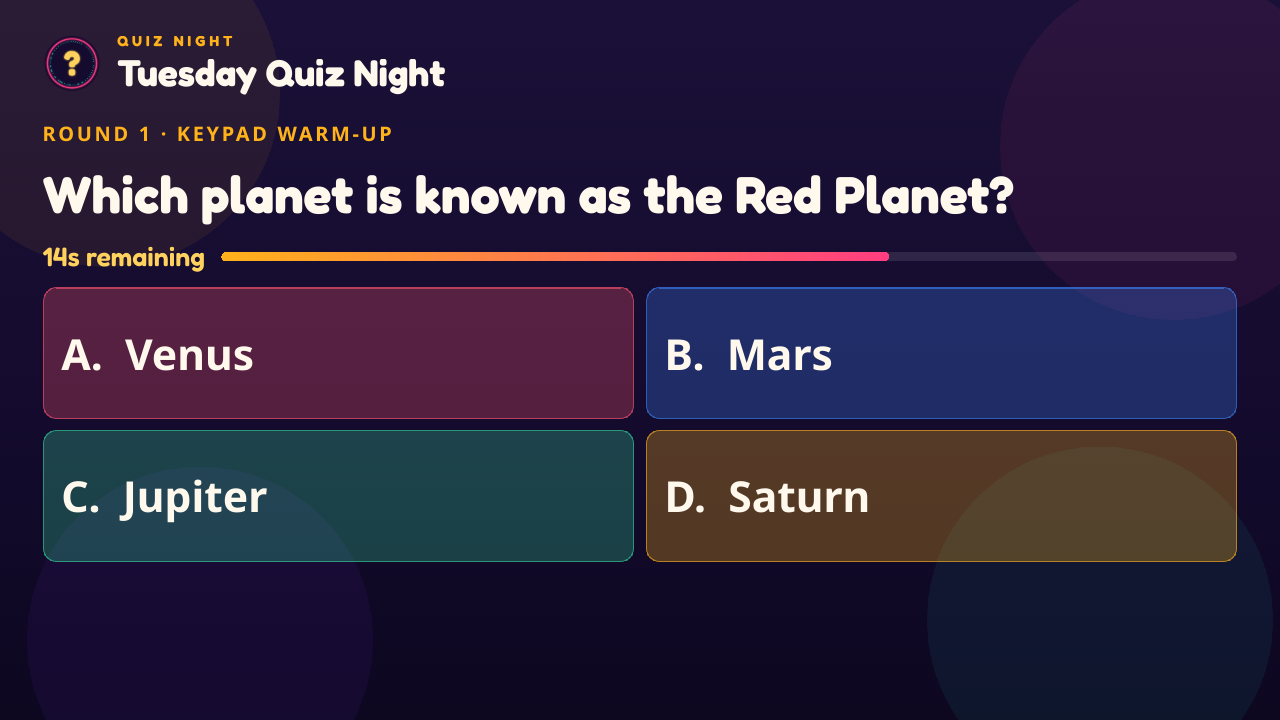 ?
QUIZ NIGHT
Tuesday Quiz Night
ROUND 1 · KEYPAD WARM-UP
Which planet is known as the Red Planet?
14s remaining
A. Venus
B. Mars
C. Jupiter
D. Saturn